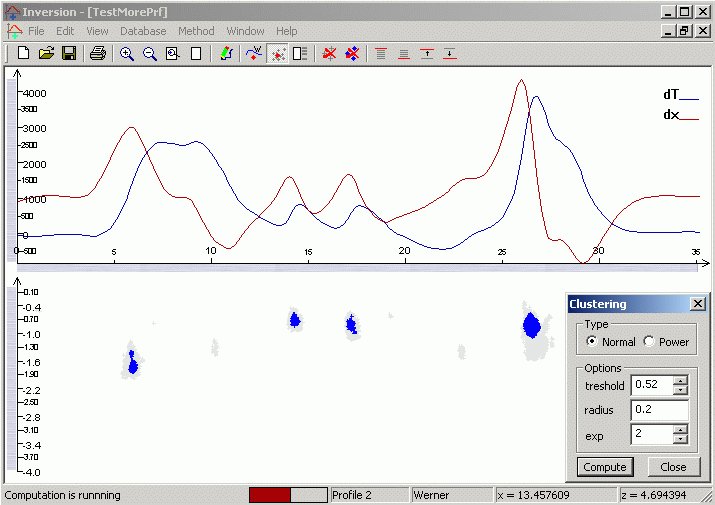 Inversion - [TestMorePrf]
File Edit View Database Method Window Help
4000
3500
3000
2500
2000
1500
1000
500
0
-500
0 5 10 15 20 25 30 35
dT
dx
-0.10
-0.4
-0.70
-1.0
-1.30
-1.6
-1.90
-2.2
-2.50
-2.8
-3.10
-3.4
-3.70
-4.0
Clustering
Type
Normal Power
Options
treshold 0.52
radius 0.2
exp 2
Compute Close
Computation is runnning Profile 2 Werner x = 13.457609 z = 4.694394